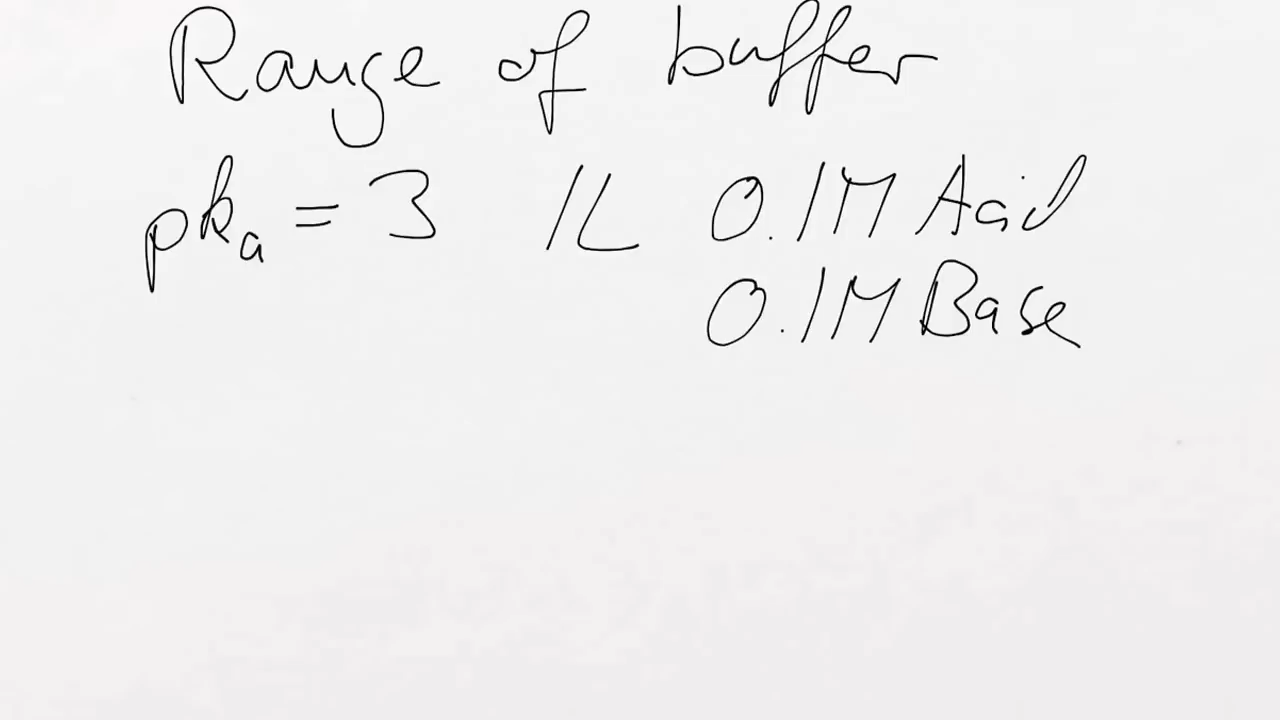 Range of buffer
pka = 3 1L 0.1M Acid
0.1M Base